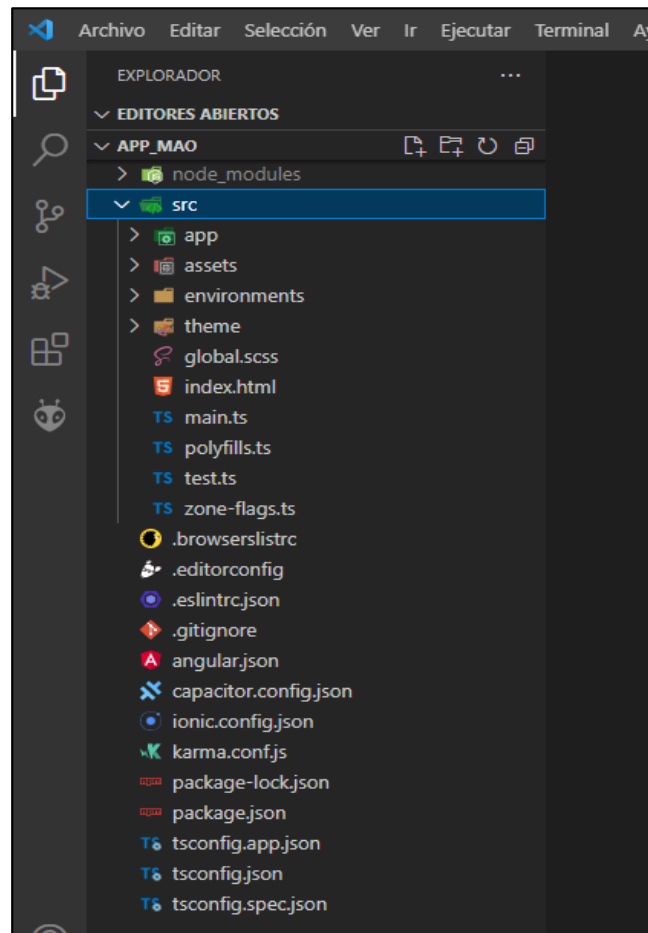 Archivo Editar Selección Ver Ir Ejecutar Terminal Ay
EXPLORADOR
EDITORES ABIERTOS
APP_MAO
node_modules
src
app
assets
environments
theme
global.scss
index.html
TS main.ts
TS polyfills.ts
TS test.ts
TS zone-flags.ts
.browserslistrc
.editorconfig
.eslintrc.json
.gitignore
angular.json
capacitor.config.json
ionic.config.json
karma.conf.js
package-lock.json
package.json
tsconfig.app.json
tsconfig.json
tsconfig.spec.json